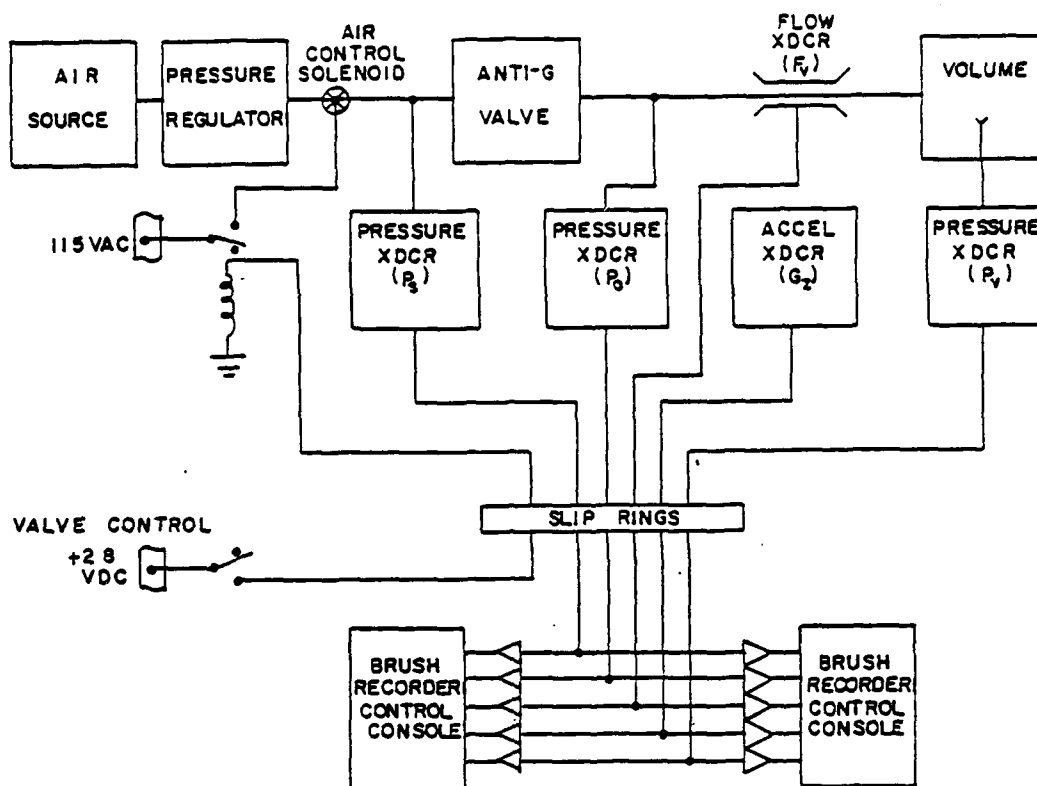 AIR
SOURCE
PRESSURE
REGULATOR
AIR
CONTROL
SOLENOID
ANTI-G
VALVE
FLOW
XDCR
(Fv)
VOLUME
115VAC
PRESSURE
XDCR
(Ps)
PRESSURE
XDCR
(Po)
ACCEL
XDCR
(Gz)
PRESSURE
XDCR
(Pv)
SLIP RINGS
VALVE CONTROL
+28
VDC
BRUSH
RECORDER
CONTROL
CONSOLE
BRUSH
RECORDER
CONTROL
CONSOLE